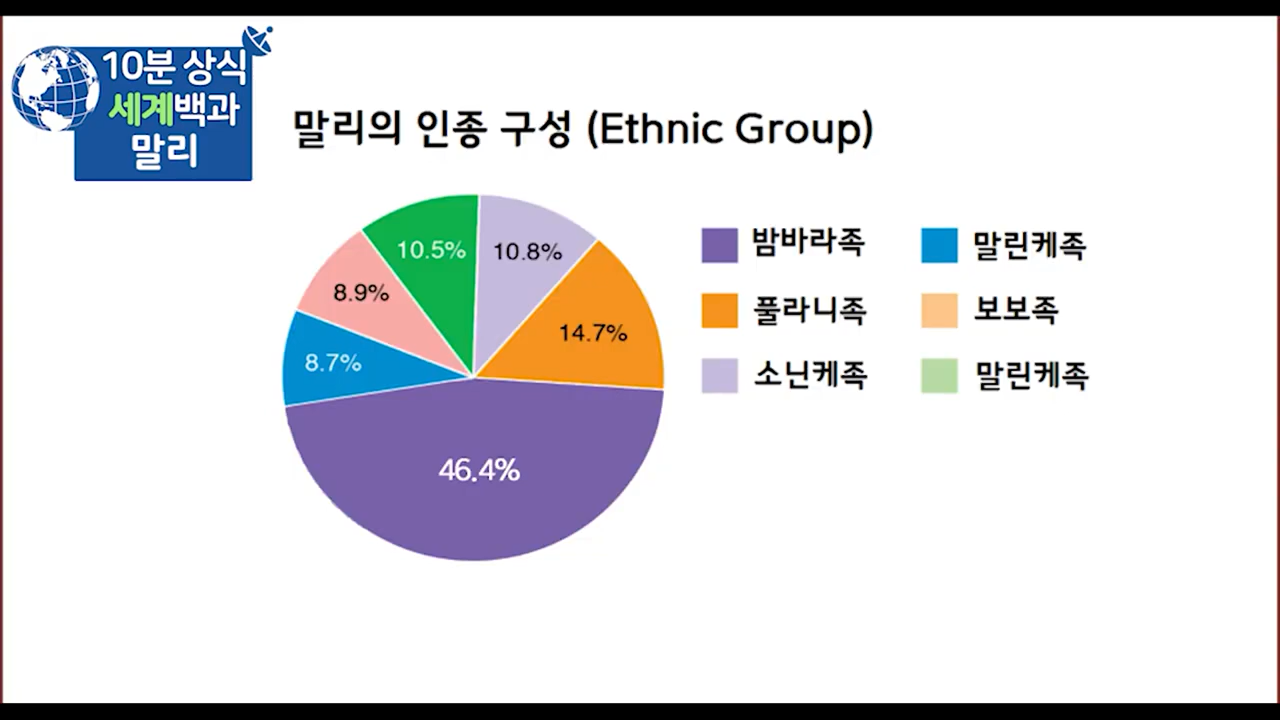 10분 상식
세계백과
말리
말리의 인종 구성 (Ethnic Group)
10.5%
10.8%
8.9%
14.7%
8.7%
46.4%
밤바라족
말린케족
풀라니족
보보족
소닌케족
말린케족